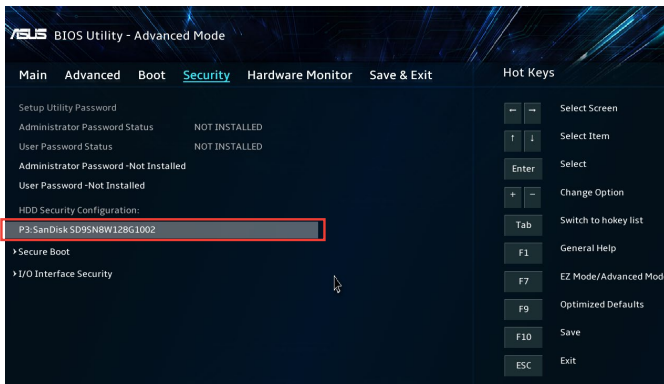 ASUS BIOS Utility - Advanced Mode
Main Advanced Boot Security Hardware Monitor Save & Exit
Setup Utility Password
Administrator Password Status NOT INSTALLED
User Password Status NOT INSTALLED
Administrator Password -Not Installed
User Password -Not Installed
HDD Security Configuration:
P3:SanDisk SD9SN8W128G1002
Secure Boot
I/O Interface Security
Hot Keys
← → Select Screen
↑ ↓ Select Item
Enter Select
+ - Change Option
Tab Switch to hokey list
F1 General Help
F7 EZ Mode/Advanced Mod
F9 Optimized Defaults
F10 Save
ESC Exit